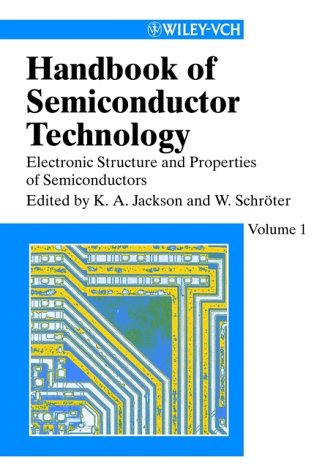 WILEY-VCH
Handbook of
Semiconductor
Technology
Electronic Structure and Properties
of Semiconductors
Edited by K. A. Jackson and W. Schröter
Volume 1